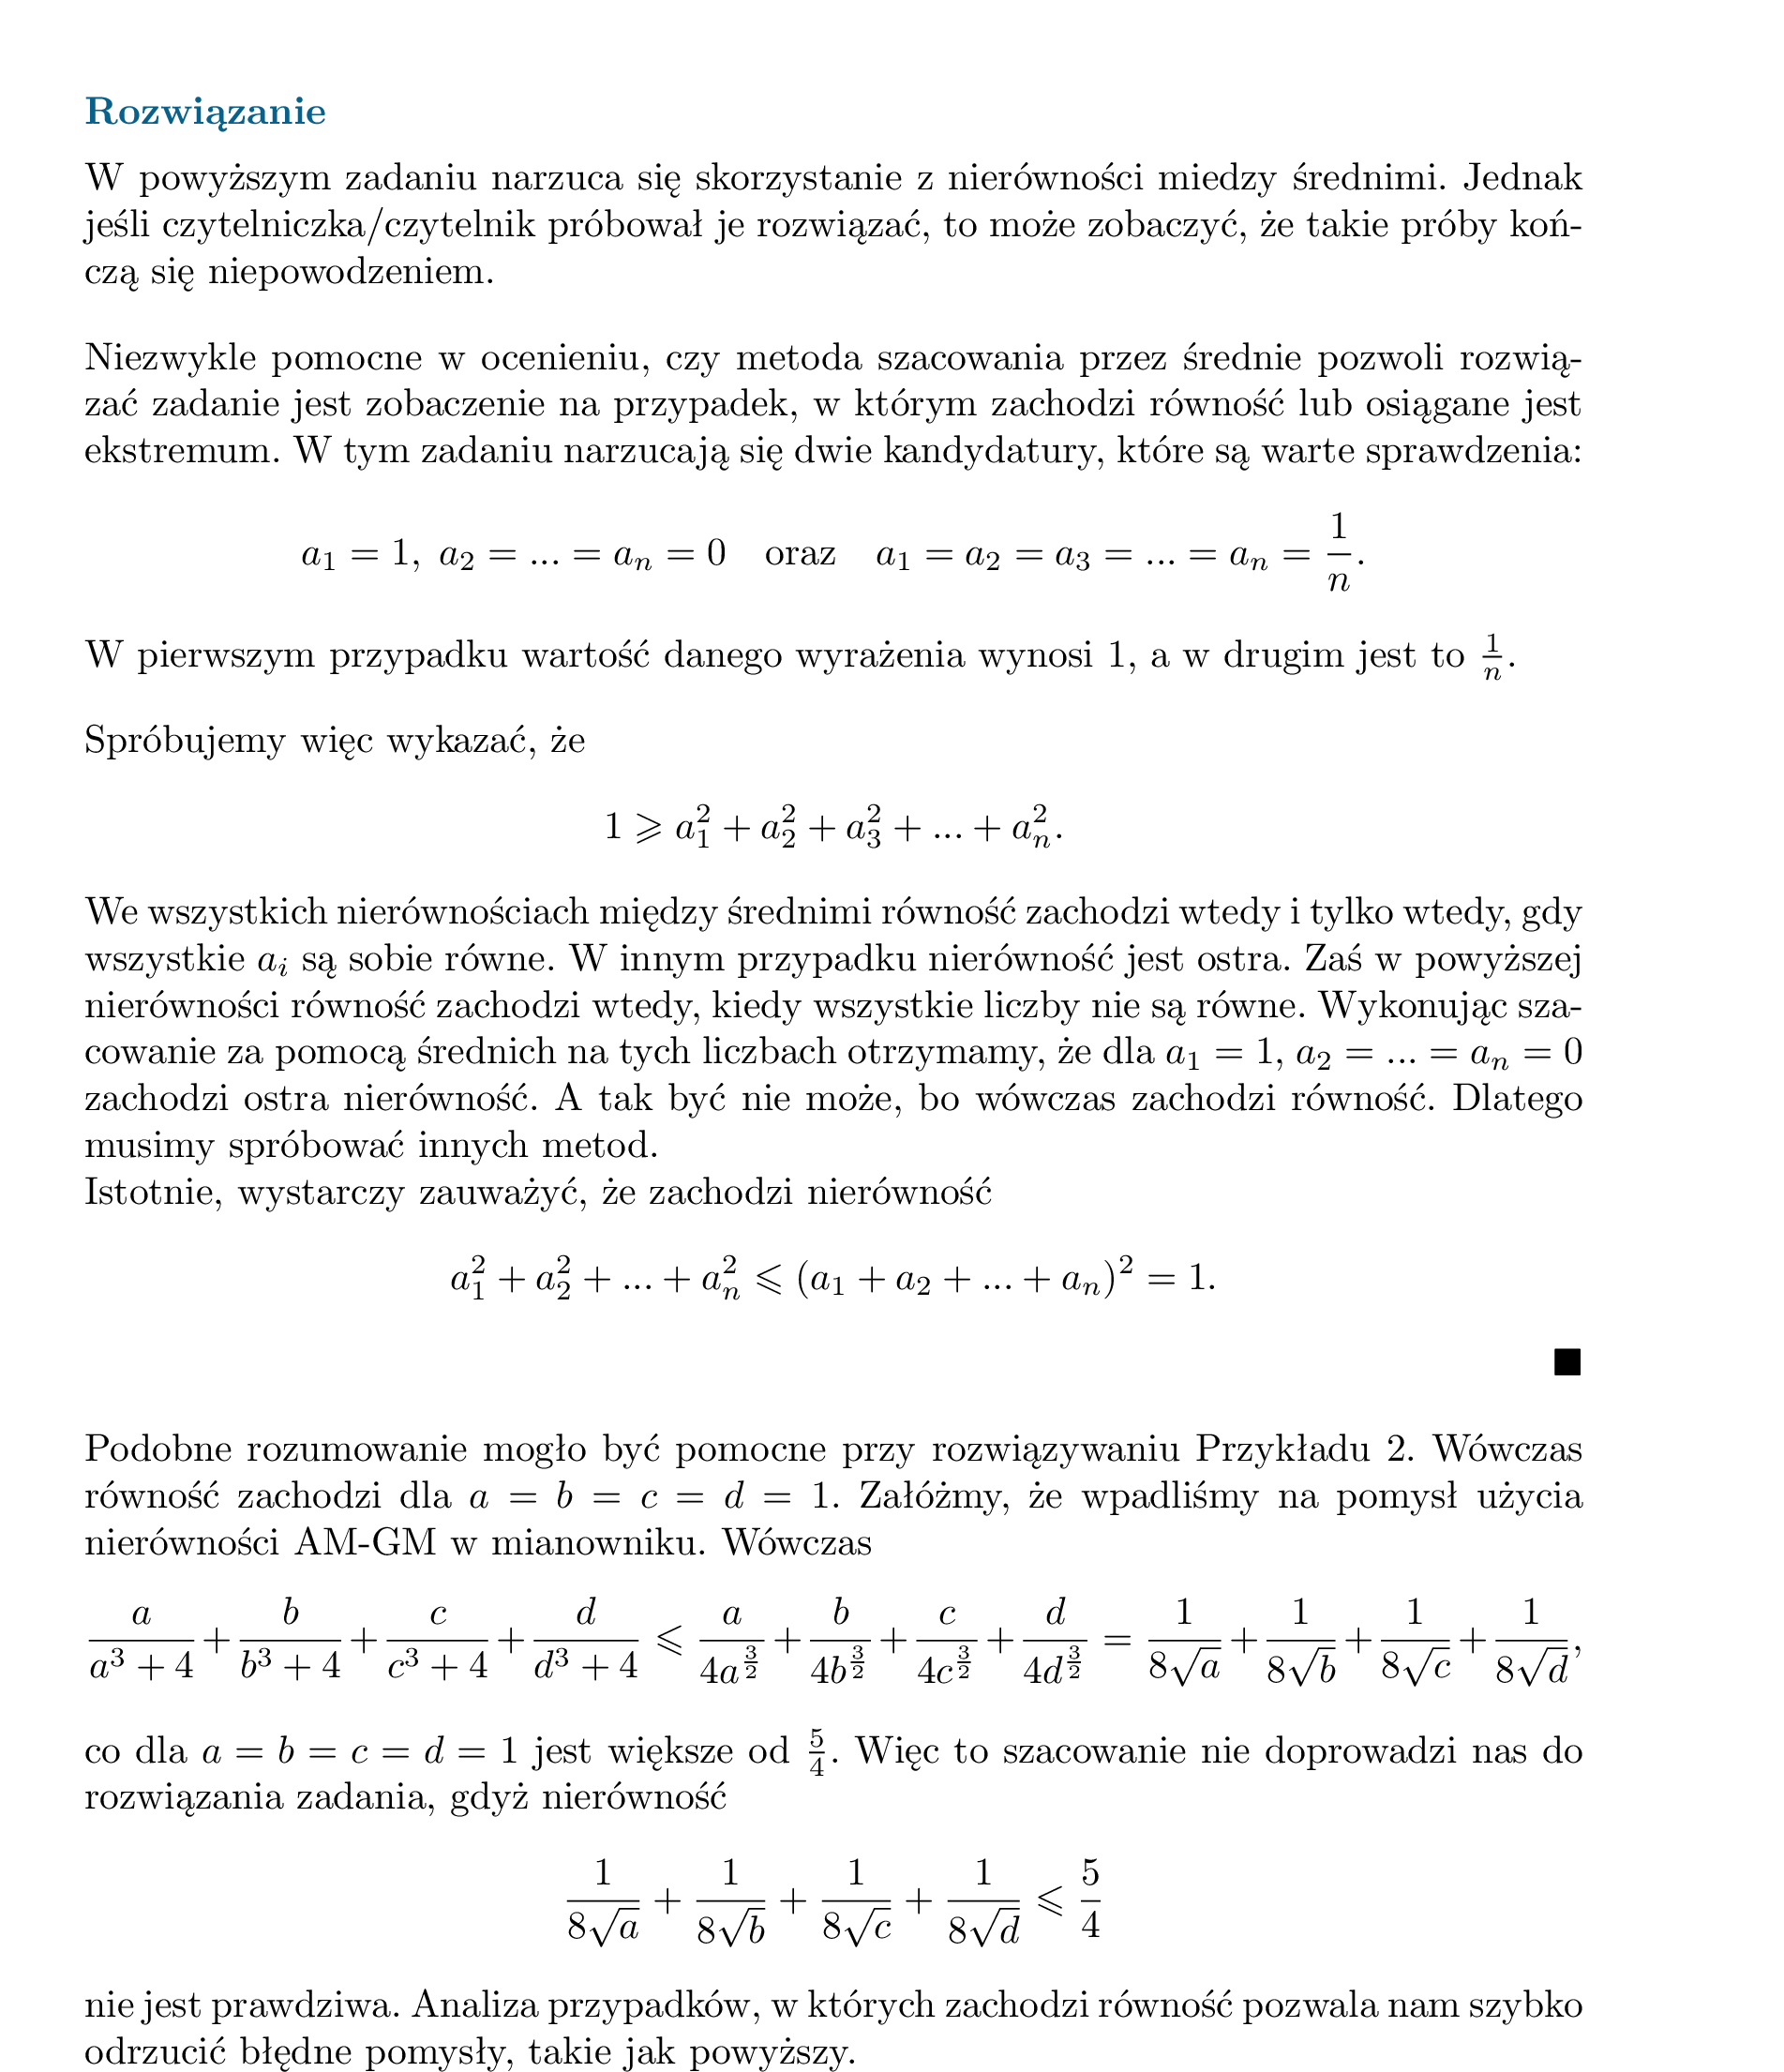 Rozwiązanie
W powyższym zadaniu narzuca się skorzystanie z nierówności miedzy średnimi. Jednak
jeśli czytelniczka/czytelnik próbował je rozwiązać, to może zobaczyć, że takie próby koń-
czą się niepowodzeniem.
Niezwykle pomocne w ocenieniu, czy metoda szacowania przez średnie pozwoli rozwią-
zać zadanie jest zobaczenie na przypadek, w którym zachodzi równość lub osiągane jest
ekstremum. W tym zadaniu narzucają się dwie kandydatury, które są warte sprawdzenia:
$a_1 = 1,\ a_2 = ... = a_n = 0$ oraz $a_1 = a_2 = a_3 = ... = a_n = \frac{1}{n}.$
W pierwszym przypadku wartość danego wyrażenia wynosi 1, a w drugim jest to $\frac{1}{n}$.
Spróbujemy więc wykazać, że
$1 \geqslant a_1^2 + a_2^2 + a_3^2 + ... + a_n^2.$
We wszystkich nierównościach między średnimi równość zachodzi wtedy i tylko wtedy, gdy
wszystkie $a_i$ są sobie równe. W innym przypadku nierówność jest ostra. Zaś w powyższej
nierówności równość zachodzi wtedy, kiedy wszystkie liczby nie są równe. Wykonując sza-
cowanie za pomocą średnich na tych liczbach otrzymamy, że dla $a_1 = 1$, $a_2 = ... = a_n = 0$
zachodzi ostra nierówność. A tak być nie może, bo wówczas zachodzi równość. Dlatego
musimy spróbować innych metod.
Istotnie, wystarczy zauważyć, że zachodzi nierówność
$a_1^2 + a_2^2 + ... + a_n^2 \leqslant (a_1 + a_2 + ... + a_n)^2 = 1.$
■
Podobne rozumowanie mogło być pomocne przy rozwiązywaniu Przykładu 2. Wówczas
równość zachodzi dla $a = b = c = d = 1$. Załóżmy, że wpadliśmy na pomysł użycia
nierówności AM-GM w mianowniku. Wówczas
$\frac{a}{a^3+4} + \frac{b}{b^3+4} + \frac{c}{c^3+4} + \frac{d}{d^3+4} \leqslant \frac{a}{4a^{\frac{3}{2}}} + \frac{b}{4b^{\frac{3}{2}}} + \frac{c}{4c^{\frac{3}{2}}} + \frac{d}{4d^{\frac{3}{2}}} = \frac{1}{8\sqrt{a}} + \frac{1}{8\sqrt{b}} + \frac{1}{8\sqrt{c}} + \frac{1}{8\sqrt{d}},$
co dla $a = b = c = d = 1$ jest większe od $\frac{5}{4}$. Więc to szacowanie nie doprowadzi nas do
rozwiązania zadania, gdyż nierówność
$\frac{1}{8\sqrt{a}} + \frac{1}{8\sqrt{b}} + \frac{1}{8\sqrt{c}} + \frac{1}{8\sqrt{d}} \leqslant \frac{5}{4}$
nie jest prawdziwa. Analiza przypadków, w których zachodzi równość pozwala nam szybko
odrzucić błędne pomysły, takie jak powyższy.